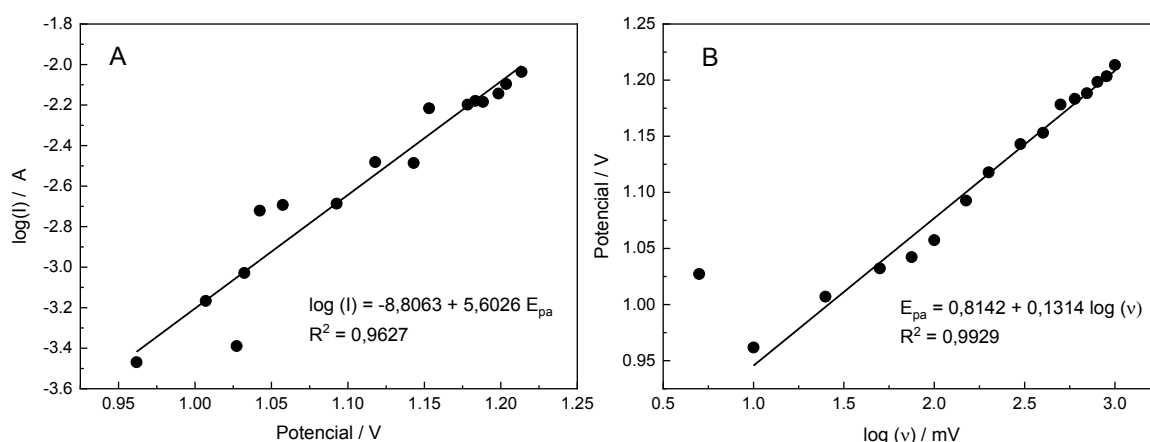 A
-1.8
-2.0
-2.2
-2.4
-2.6
-2.8
-3.0
-3.2
-3.4
-3.6
log(I) / A
log (I) = -8,8063 + 5,6026 E_pa
R² = 0,9627
0.95 1.00 1.05 1.10 1.15 1.20 1.25
Potencial / V
B
1.25
1.20
1.15
1.10
1.05
1.00
0.95
Potencial / V
E_pa = 0,8142 + 0,1314 log (ν)
R² = 0,9929
0.5 1.0 1.5 2.0 2.5 3.0
log (ν) / mV